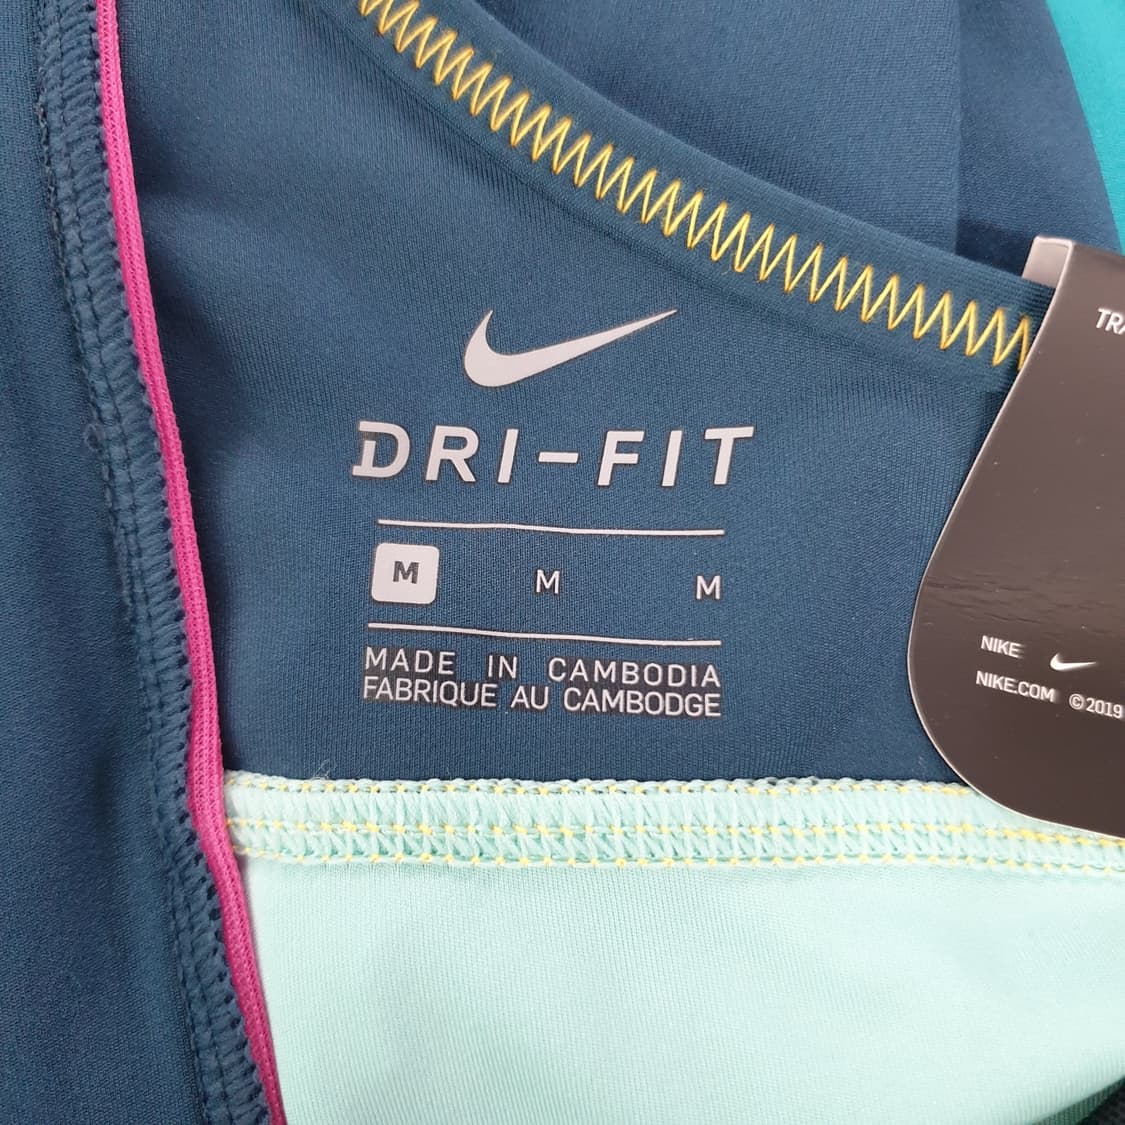 DRI-FIT
M M M
MADE IN CAMBODIA
FABRIQUE AU CAMBODGE
NIKE
NIKE.COM ©2019